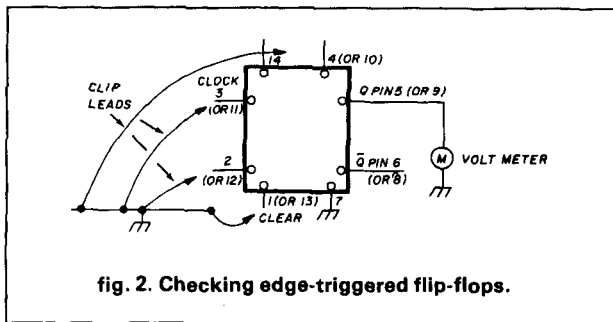 14
4 (OR 10)
CLIP
LEADS
CLOCK
3
(OR 11)
Q PIN 5 (OR 9)
2
(OR 12)
Q̅ PIN 6
(OR 8)
M VOLT METER
1 (OR 13)
7
CLEAR
fig. 2. Checking edge-triggered flip-flops.